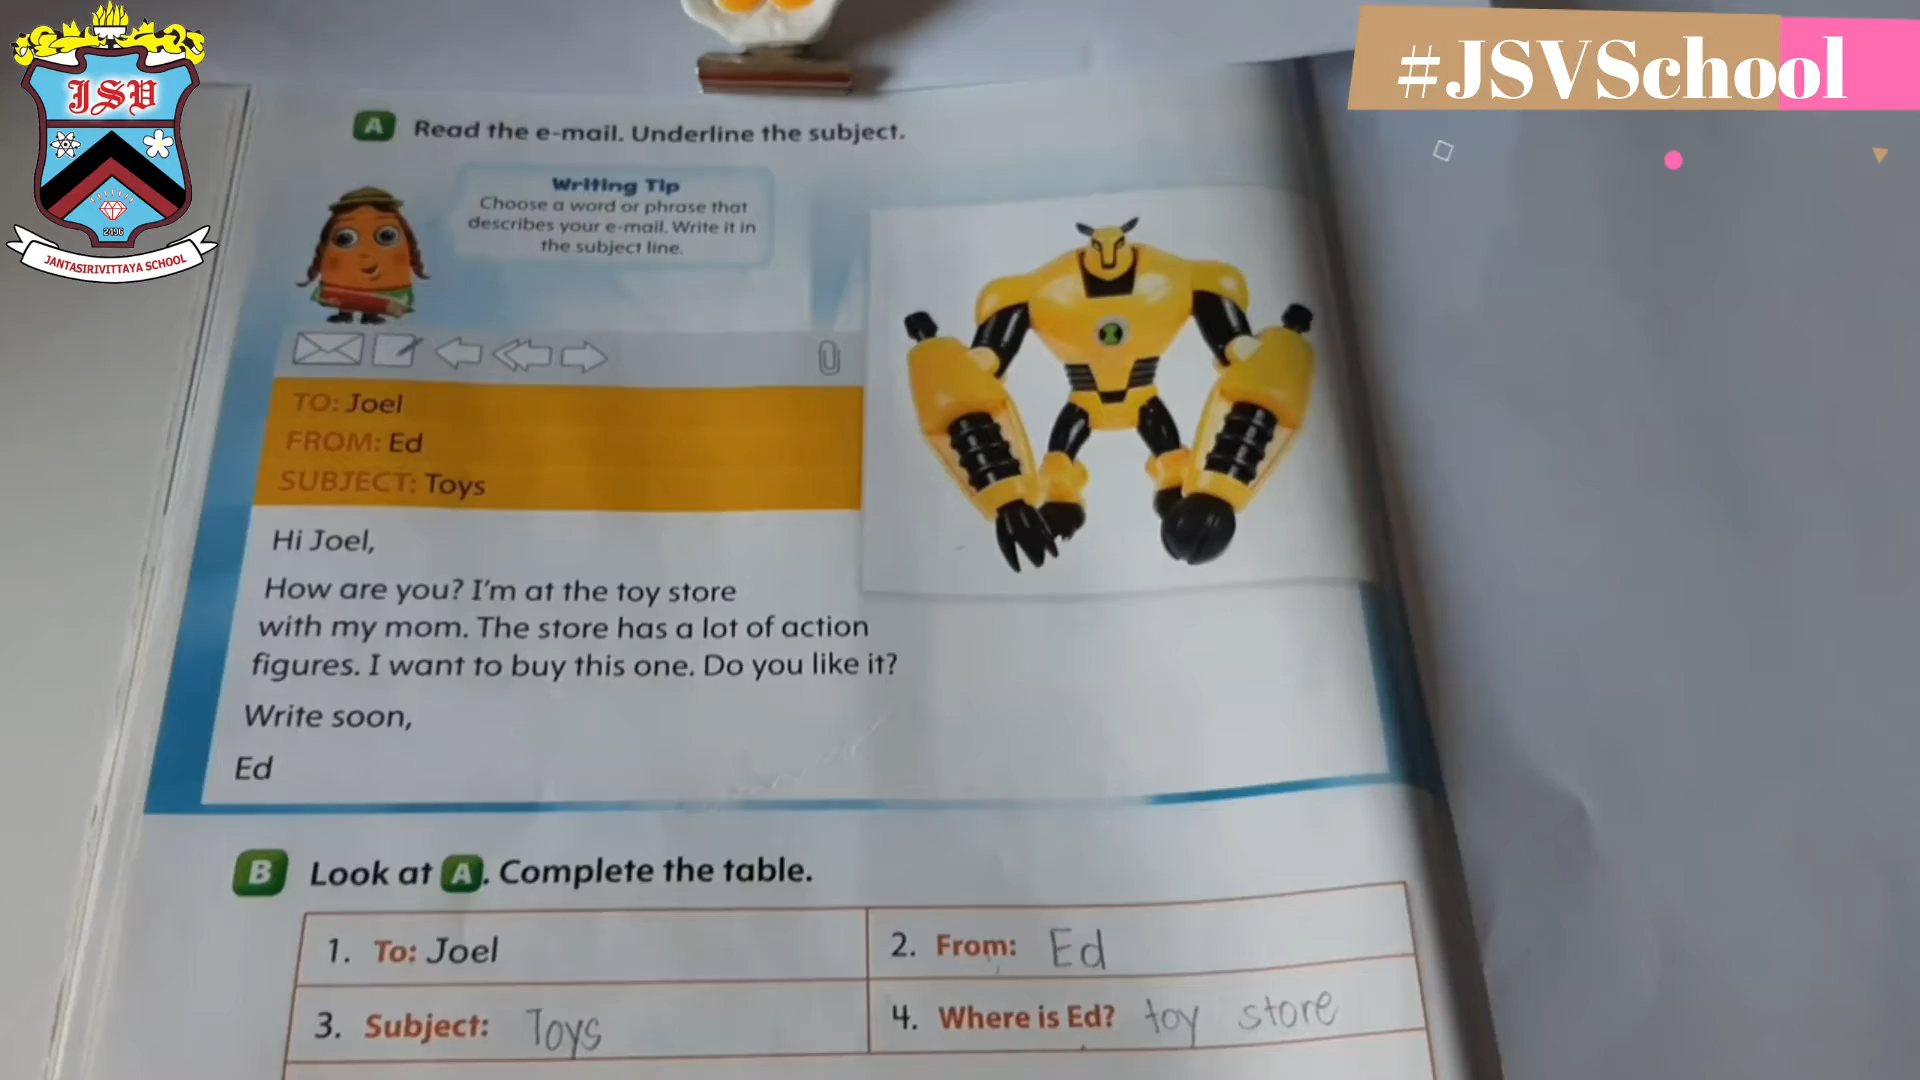 JSV
2496
JANTASIRIVITTAYA SCHOOL
#JSVSchool
A Read the e-mail. Underline the subject.
Writing Tip
Choose a word or phrase that
describes your e-mail. Write it in
the subject line.
TO: Joel
FROM: Ed
SUBJECT: Toys
Hi Joel,
How are you? I'm at the toy store
with my mom. The store has a lot of action
figures. I want to buy this one. Do you like it?
Write soon,
Ed
B Look at A. Complete the table.
1. To: Joel
2. From: Ed
3. Subject: Toys
4. Where is Ed? toy store